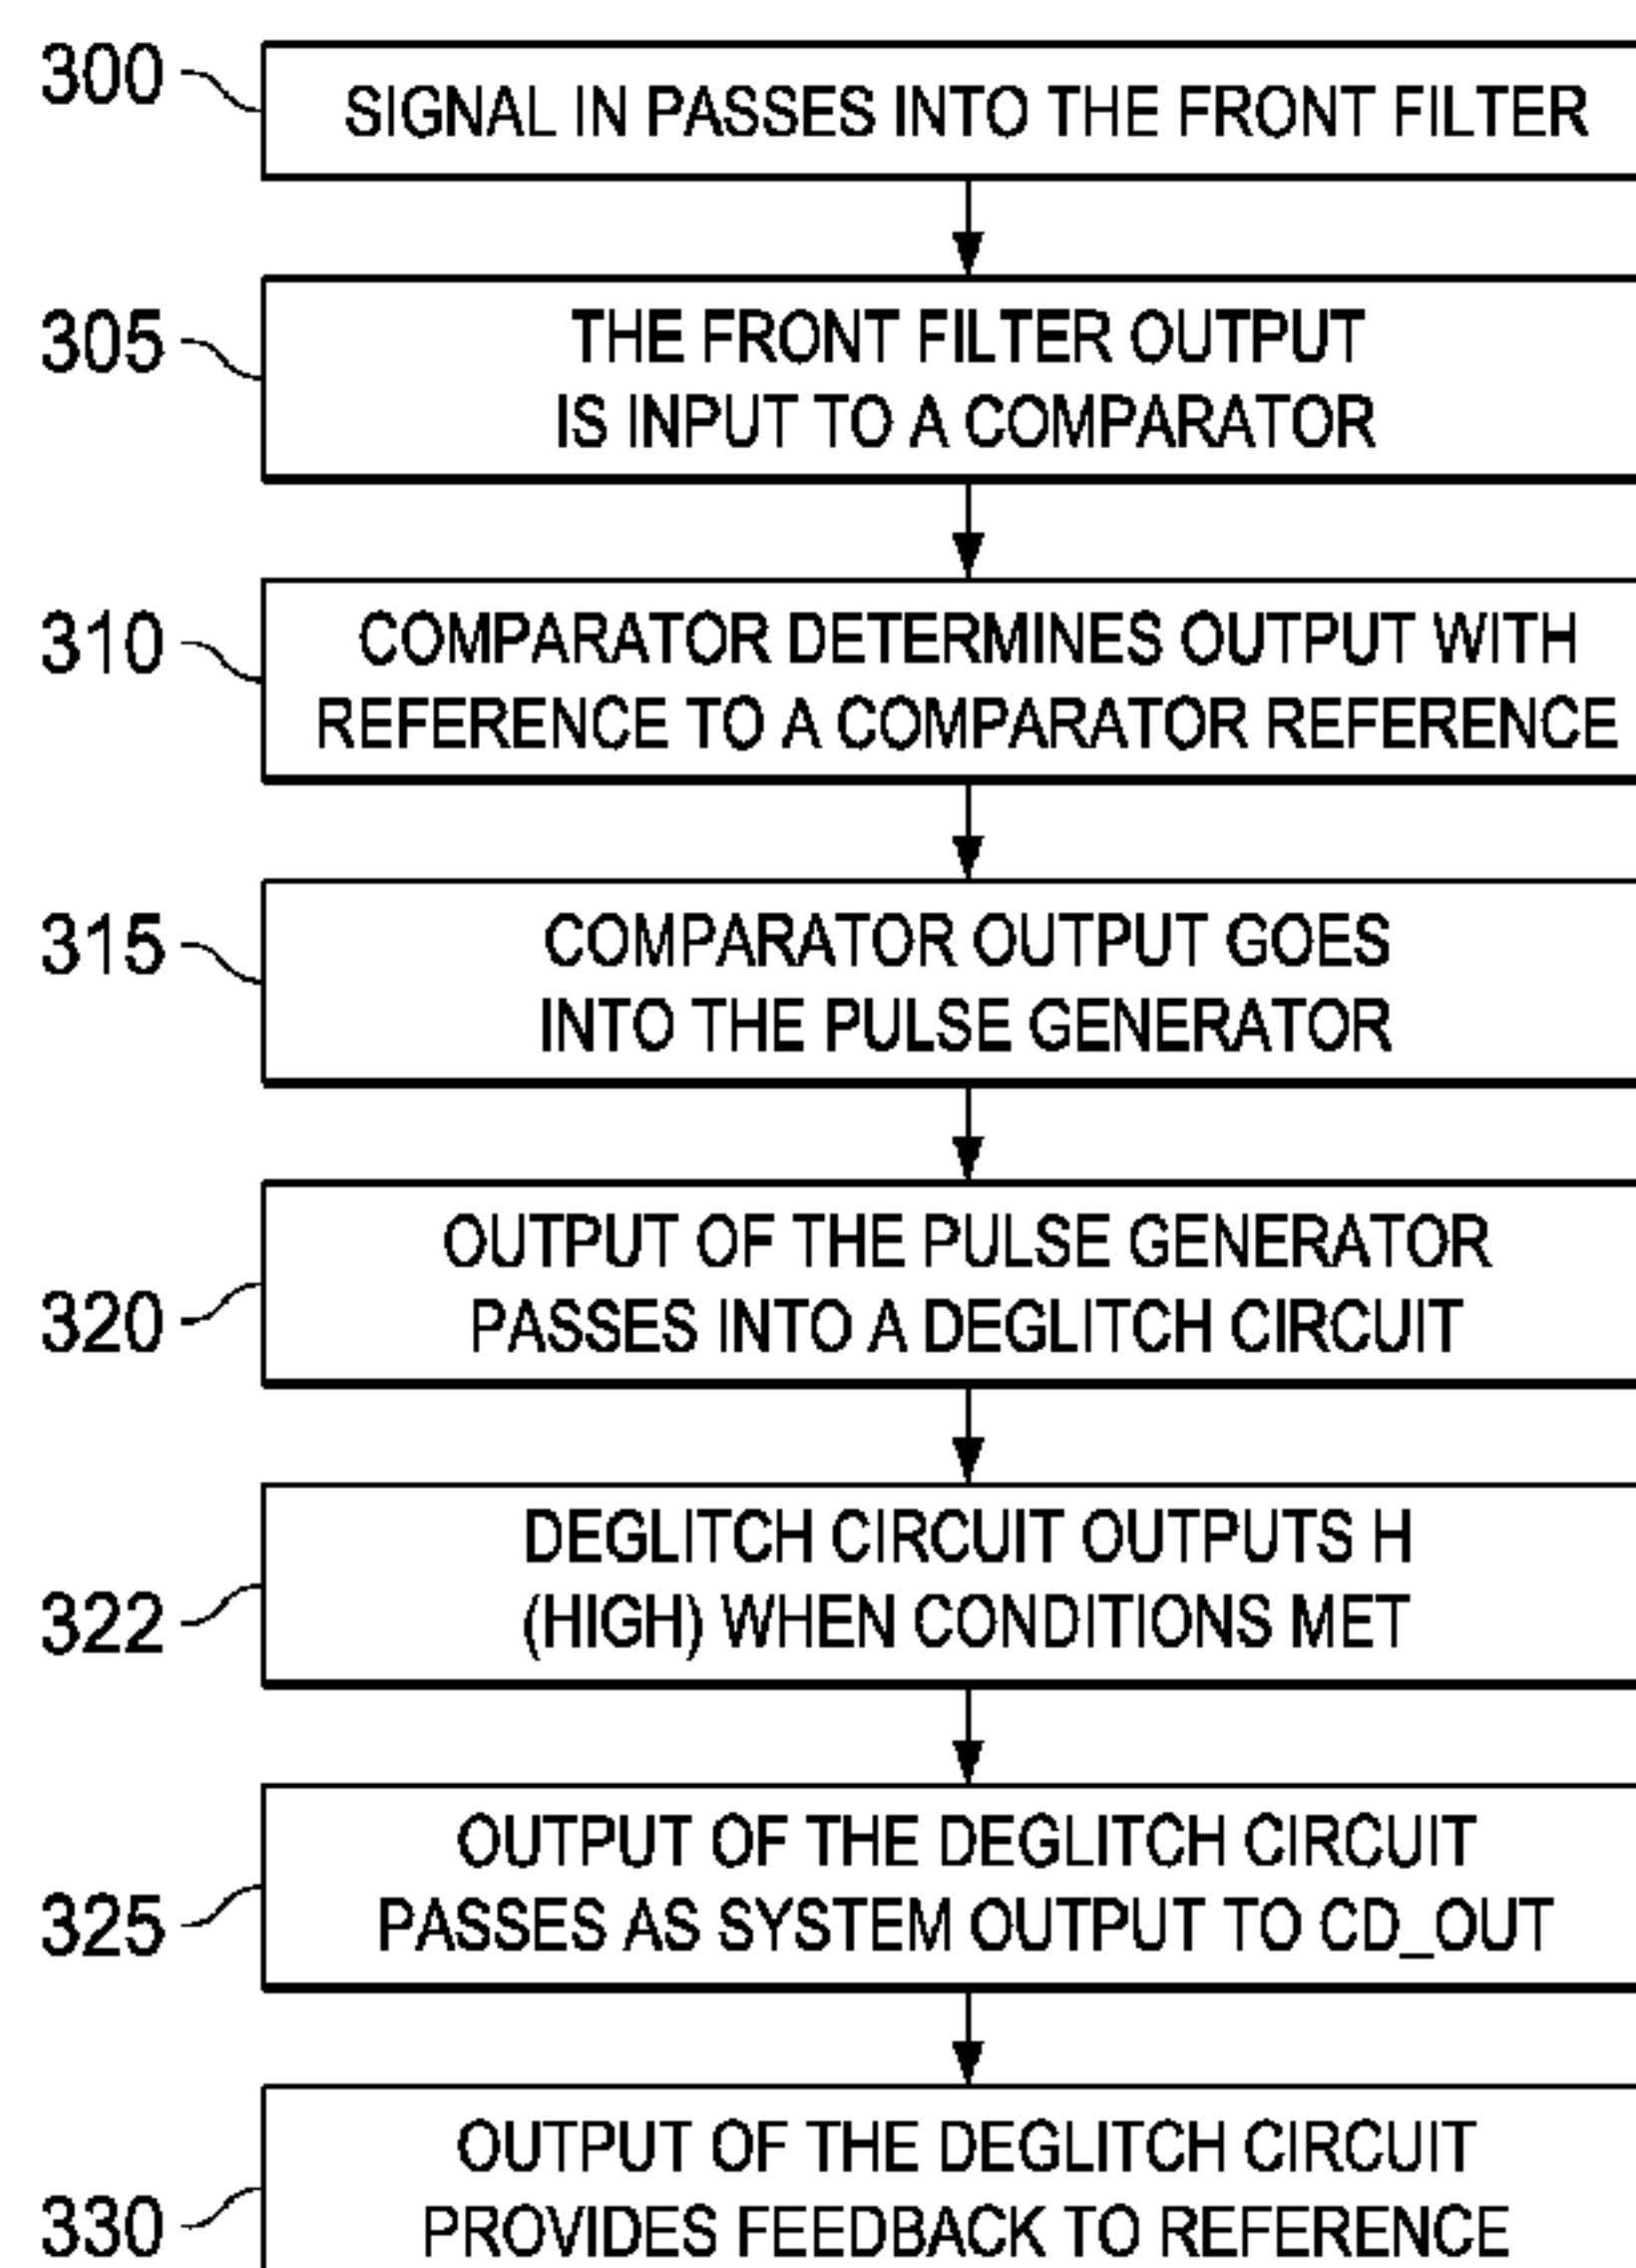 300
SIGNAL IN PASSES INTO THE FRONT FILTER
305
THE FRONT FILTER OUTPUT
IS INPUT TO A COMPARATOR
310
COMPARATOR DETERMINES OUTPUT WITH
REFERENCE TO A COMPARATOR REFERENCE
315
COMPARATOR OUTPUT GOES
INTO THE PULSE GENERATOR
320
OUTPUT OF THE PULSE GENERATOR
PASSES INTO A DEGLITCH CIRCUIT
322
DEGLITCH CIRCUIT OUTPUTS H
(HIGH) WHEN CONDITIONS MET
325
OUTPUT OF THE DEGLITCH CIRCUIT
PASSES AS SYSTEM OUTPUT TO CD_OUT
330
OUTPUT OF THE DEGLITCH CIRCUIT
PROVIDES FEEDBACK TO REFERENCE